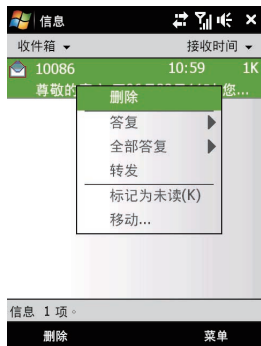 信息
收件箱 接收时间
10086 10:59 1K
尊敬的 您...
删除
答复
全部答复
转发
标记为未读(K)
移动...
信息 1 项。
删除 菜单